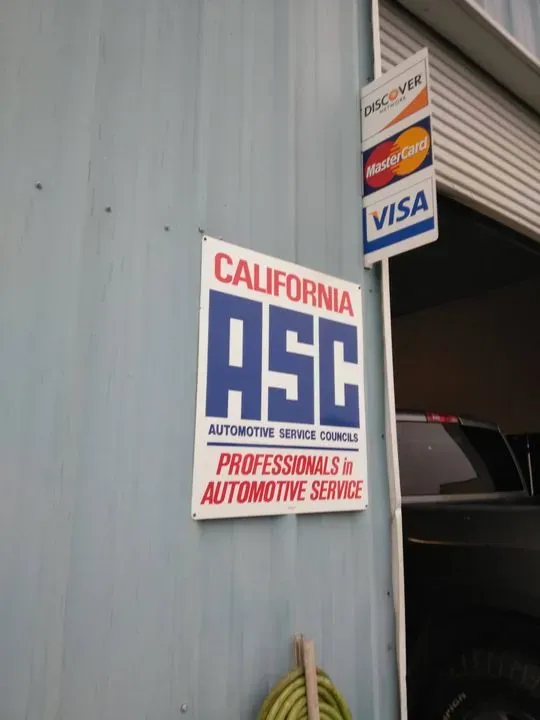 DISCOVER
NETWORK
MasterCard
VISA
CALIFORNIA
ASC
AUTOMOTIVE SERVICE COUNCILS
PROFESSIONALS in
AUTOMOTIVE SERVICE